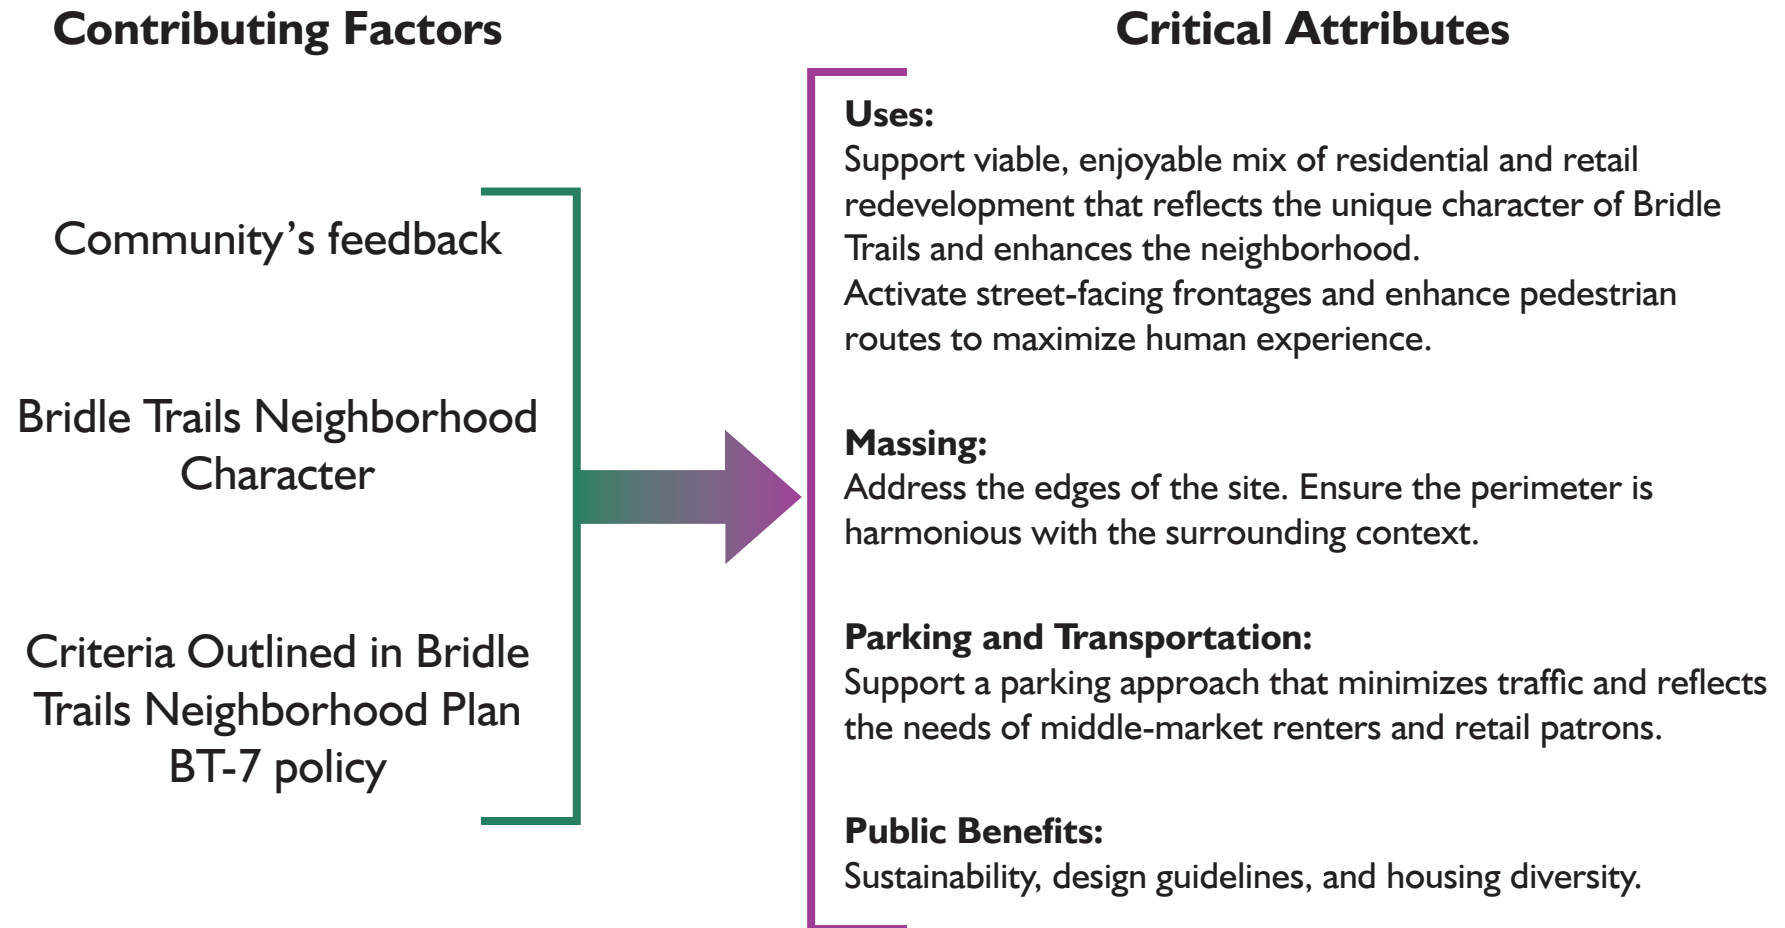 Contributing Factors
Community's feedback
Bridle Trails Neighborhood
Character
Criteria Outlined in Bridle
Trails Neighborhood Plan
BT-7 policy
Critical Attributes
Uses:
Support viable, enjoyable mix of residential and retail
redevelopment that reflects the unique character of Bridle
Trails and enhances the neighborhood.
Activate street-facing frontages and enhance pedestrian
routes to maximize human experience.
Massing:
Address the edges of the site. Ensure the perimeter is
harmonious with the surrounding context.
Parking and Transportation:
Support a parking approach that minimizes traffic and reflects
the needs of middle-market renters and retail patrons.
Public Benefits:
Sustainability, design guidelines, and housing diversity.